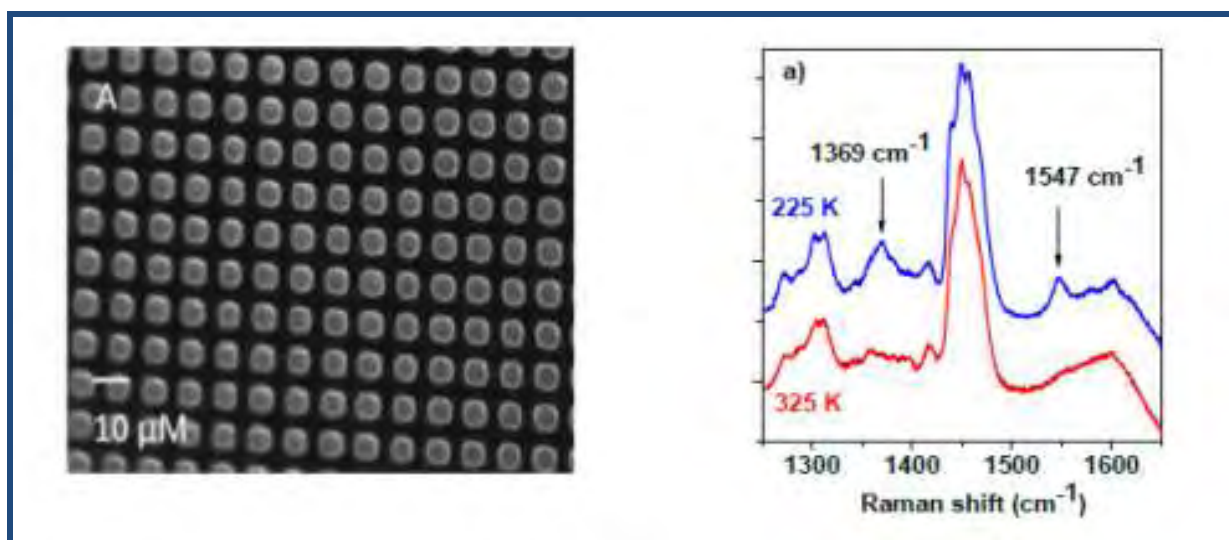 A
10 µM
a)
1369 cm⁻¹
1547 cm⁻¹
225 K
325 K
1300 1400 1500 1600
Raman shift (cm⁻¹)